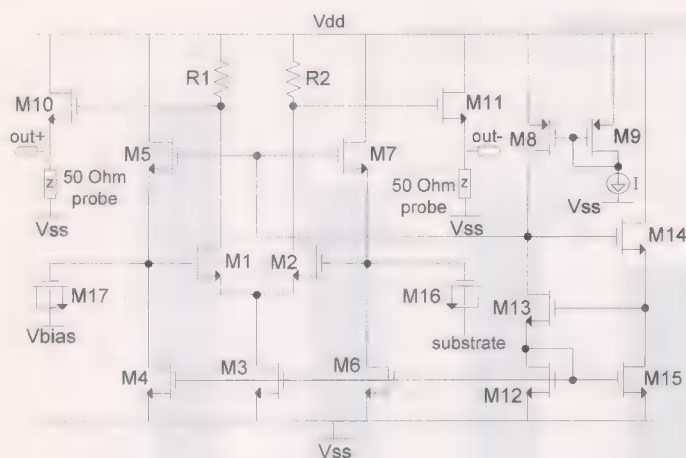 Vdd
R1
R2
M10
M11
out+
out-
M8
M9
M5
M7
50 Ohm
probe
Z
50 Ohm
probe
Z
I
Vss
Vss
Vss
M14
M1
M2
M17
M16
M13
Vbias
substrate
M4
M3
M6
M12
M15
Vss